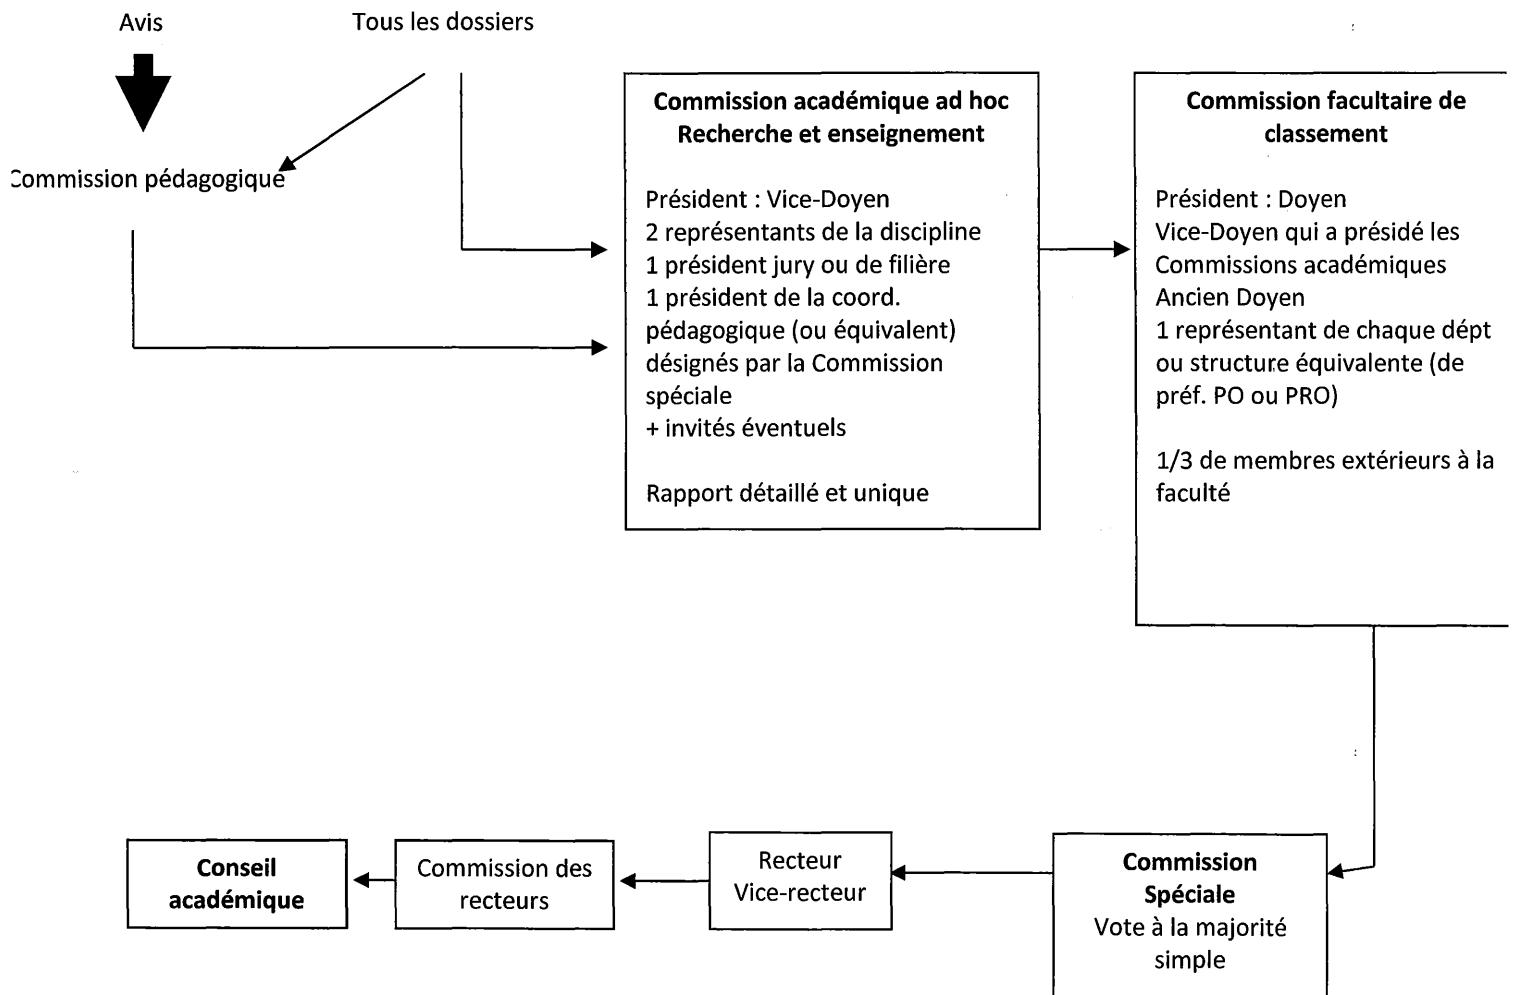 Avis
Tous les dossiers
Commission pédagogique
Commission académique ad hoc
Recherche et enseignement
Président : Vice-Doyen
2 représentants de la discipline
1 président jury ou de filière
1 président de la coord.
pédagogique (ou équivalent)
désignés par la Commission
spéciale
+ invités éventuels
Rapport détaillé et unique
Commission facultaire de
classement
Président : Doyen
Vice-Doyen qui a présidé les
Commissions académiques
Ancien Doyen
1 représentant de chaque dépt
ou structure équivalente (de
préf. PO ou PRO)
1/3 de membres extérieurs à la
faculté
Conseil
académique
Commission des
recteurs
Recteur
Vice-recteur
Commission
Spéciale
Vote à la majorité
simple